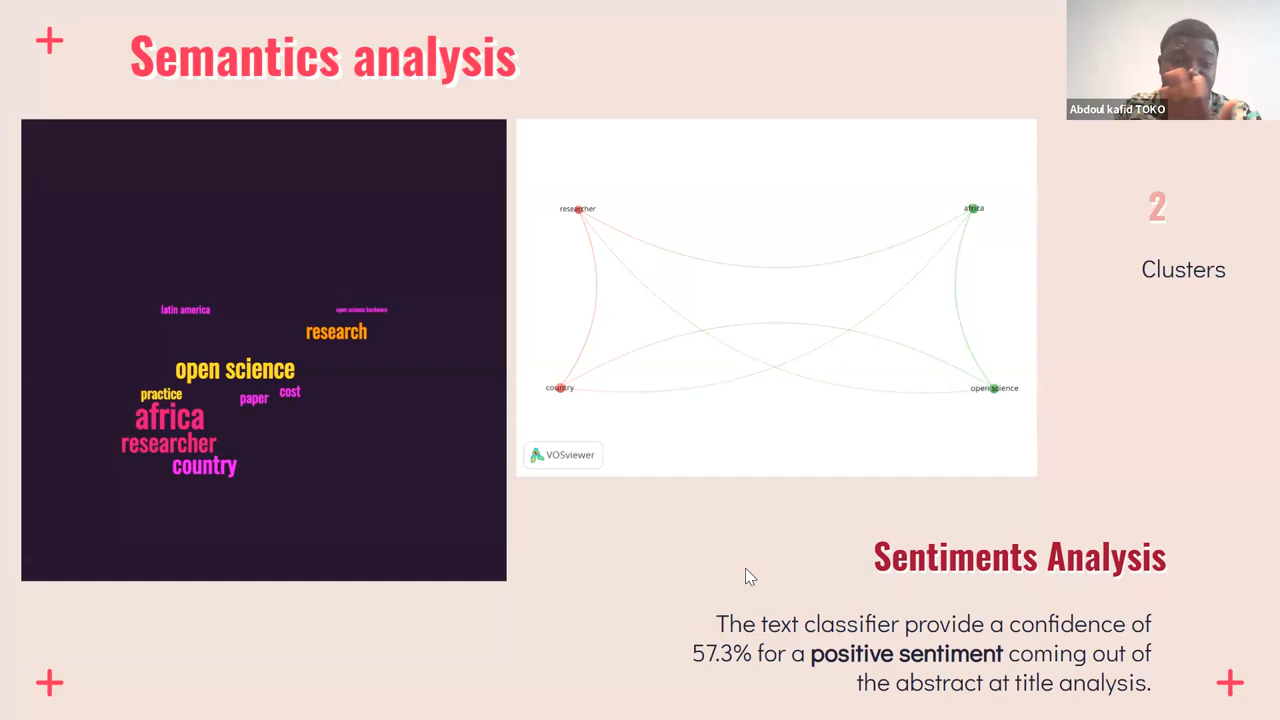 Semantics analysis
Abdoul kafid TOKO
latin america
open science hardware
research
open science
practice
paper
cost
africa
researcher
country
researcher
africa
country
open science
VOSviewer
2
Clusters
Sentiments Analysis
The text classifier provide a confidence of
57.3% for a positive sentiment coming out of
the abstract at title analysis.